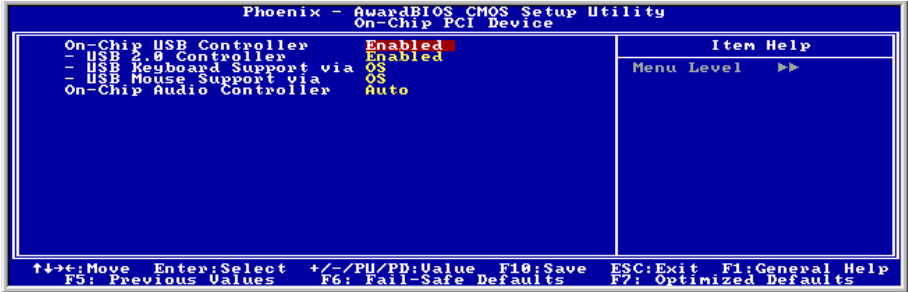 Phoenix - AwardBIOS CMOS Setup Utility
On-Chip PCI Device
On-Chip USB Controller Enabled
- USB 2.0 Controller Enabled
- USB Keyboard Support via OS
- USB Mouse Support via OS
On-Chip Audio Controller Auto
Item Help
Menu Level ▶▶
↑↓→←:Move Enter:Select +/-/PU/PD:Value F10:Save ESC:Exit F1:General Help
F5: Previous Values F6: Fail-Safe Defaults F7: Optimized Defaults